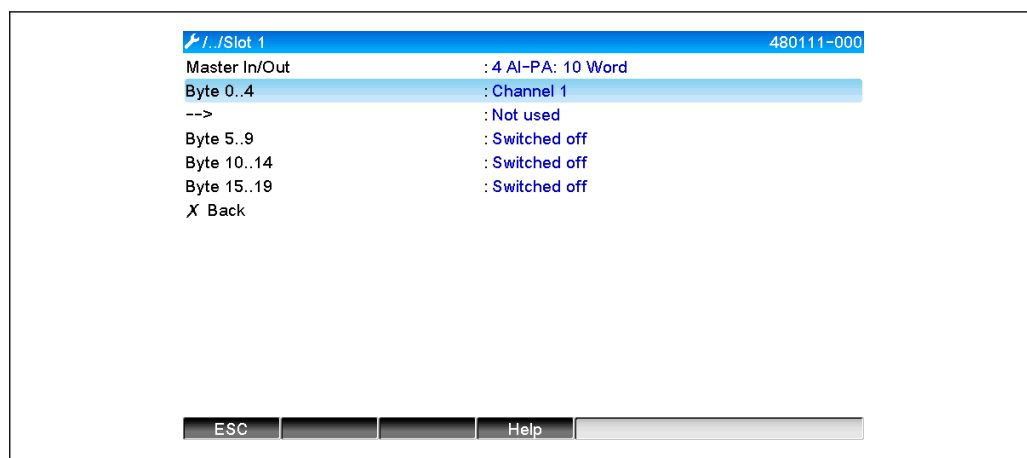 /../Slot 1 480111-000
Master In/Out : 4 AI-PA: 10 Word
Byte 0..4 : Channel 1
--> : Not used
Byte 5..9 : Switched off
Byte 10..14 : Switched off
Byte 15..19 : Switched off
X Back
ESC Help